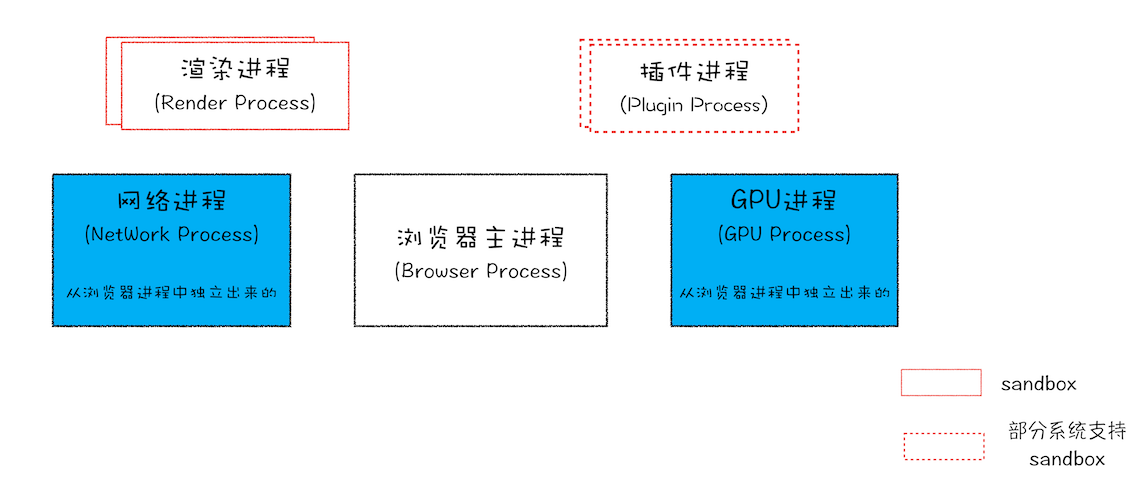 渲染进程
(Render Process)
插件进程
(Plugin Process)
网络进程
(NetWork Process)
从浏览器进程中独立出来的
浏览器主进程
(Browser Process)
GPU进程
(GPU Process)
从浏览器进程中独立出来的
sandbox
部分系统支持
sandbox